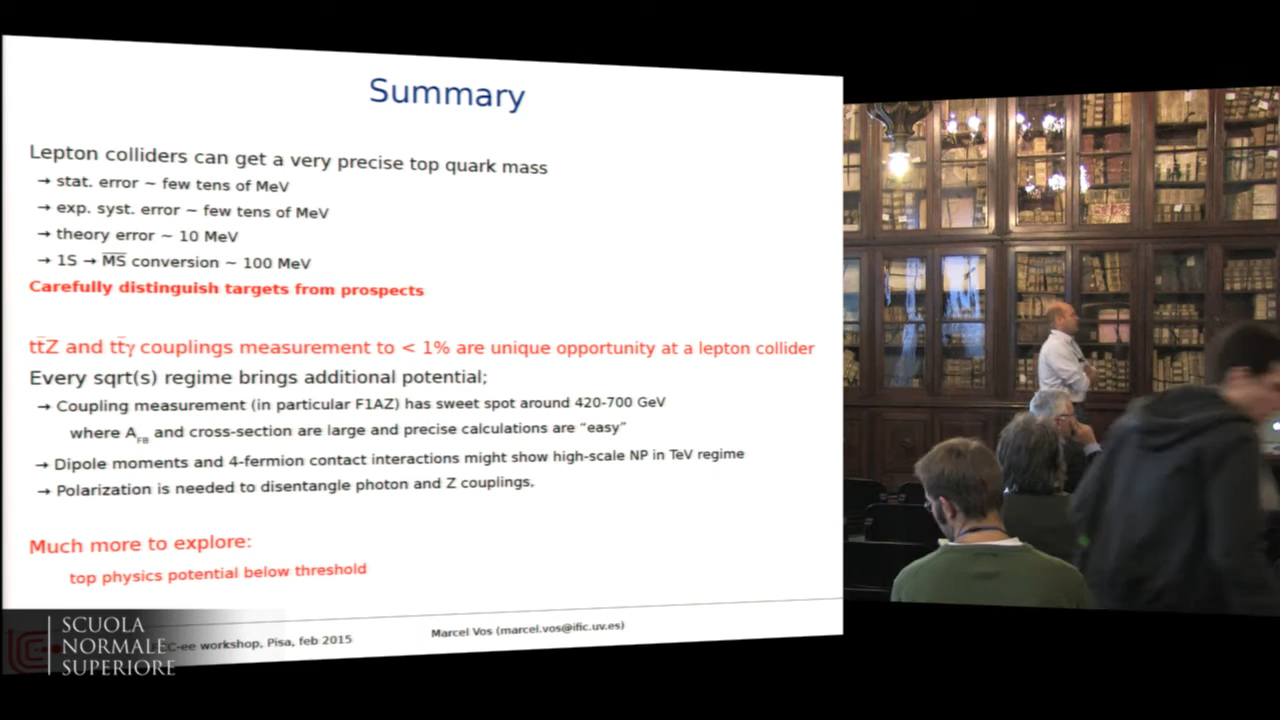 Summary
Lepton colliders can get a very precise top quark mass
→ stat. error ~ few tens of MeV
→ exp. syst. error ~ few tens of MeV
→ theory error ~ 10 MeV
→ 1S → M̅S̅ conversion ~ 100 MeV
Carefully distinguish targets from prospects
tt̄Z and tt̄γ couplings measurement to < 1% are unique opportunity at a lepton collider
Every sqrt(s) regime brings additional potential;
→ Coupling measurement (in particular F1AZ) has sweet spot around 420-700 GeV
where A_FB and cross-section are large and precise calculations are “easy”
→ Dipole moments and 4-fermion contact interactions might show high-scale NP in TeV regime
→ Polarization is needed to disentangle photon and Z couplings.
Much more to explore:
top physics potential below threshold
C-ee workshop, Pisa, feb 2015
Marcel Vos (marcel.vos@ific.uv.es)
SCUOLA
NORMALE
SUPERIORE